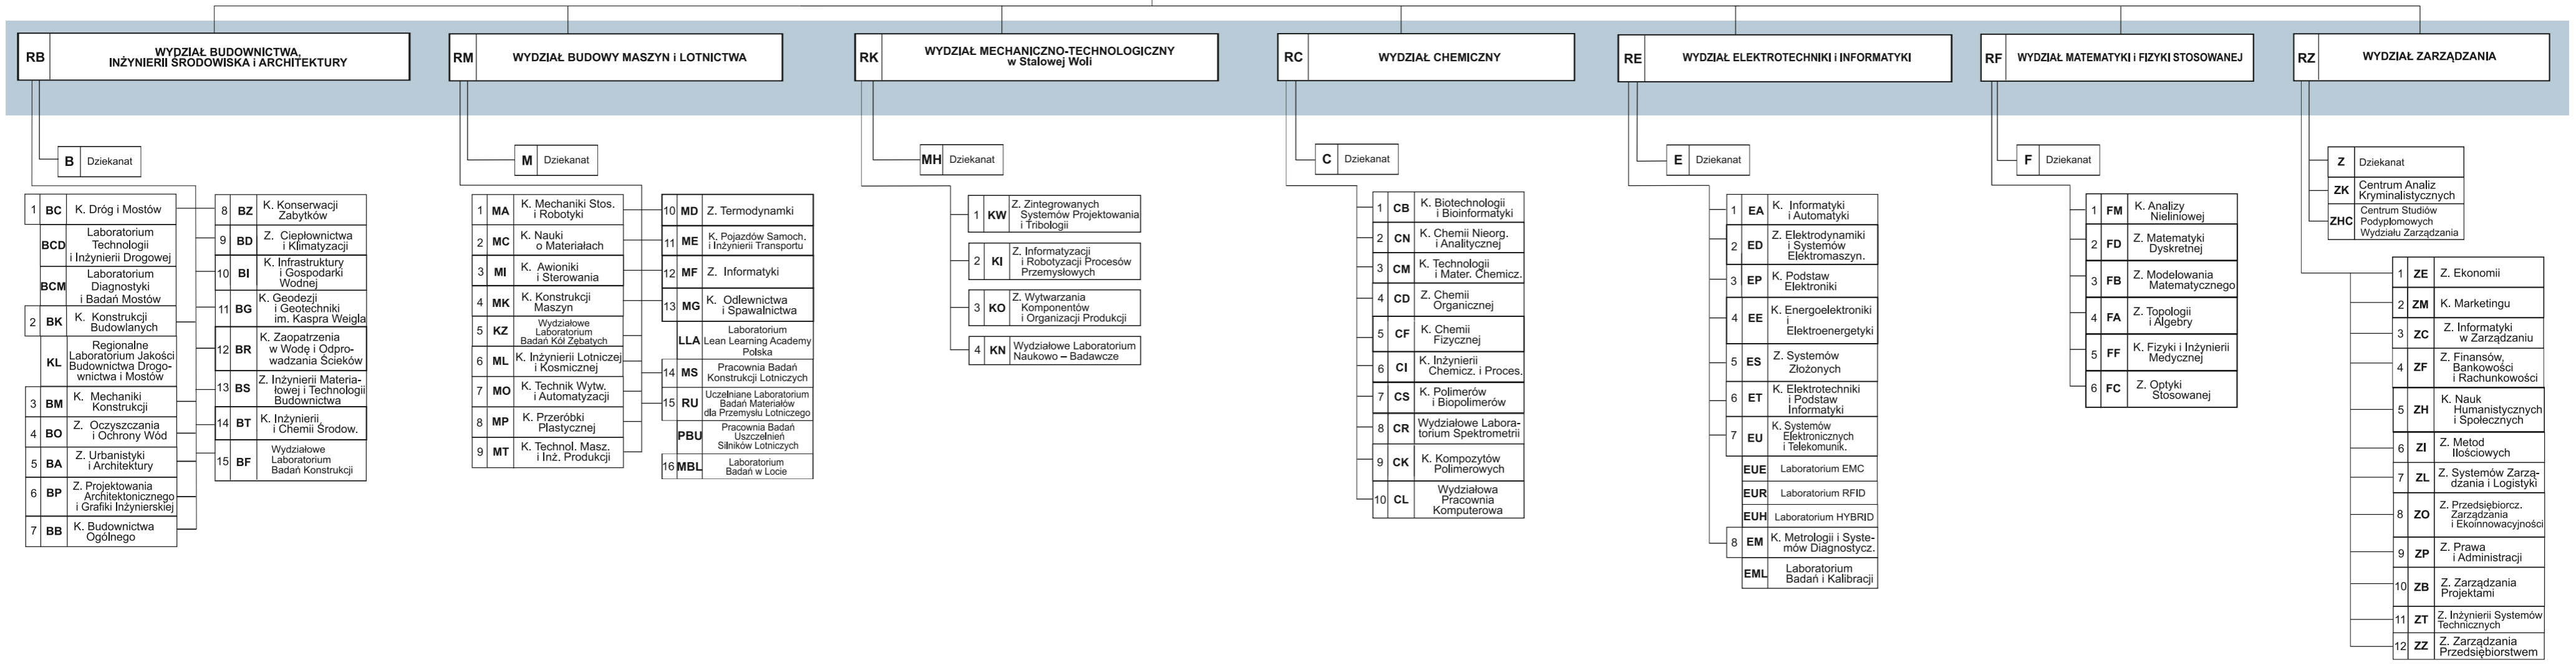 RB
WYDZIAŁ BUDOWNICTWA,
INŻYNIERII ŚRODOWISKA i ARCHITEKTURY
B Dziekanat
1 BC K. Dróg i Mostów
BCD Laboratorium
Technologii
i Inżynierii Drogowej
BCM Laboratorium
Diagnostyki
i Badań Mostów
2 BK K. Konstrukcji
Budowlanych
KL Regionalne
Laboratorium Jakości
Budownictwa Drogo-
wnictwa i Mostów
3 BM K. Mechaniki
Konstrukcji
4 BO Z. Oczyszczania
i Ochrony Wód
5 BA Z. Urbanistyki
i Architektury
6 BP Z. Projektowania
Architektonicznego
i Grafiki Inżynierskiej
7 BB K. Budownictwa
Ogólnego
8 BZ K. Konserwacji
Zabytków
9 BD Z. Ciepłownictwa
i Klimatyzacji
10 BI K. Infrastruktury
i Gospodarki
Wodnej
11 BG K. Geodezji
i Geotechniki
im. Kaspra Weigla
12 BR K. Zaopatrzenia
w Wodę i Odpro-
wadzania Ścieków
13 BS Z. Inżynierii Materia-
łowej i Technologii
Budownictwa
14 BT K. Inżynierii
i Chemii Środow.
15 BF Wydziałowe
Laboratorium
Badań Konstrukcji
RM WYDZIAŁ BUDOWY MASZYN i LOTNICTWA
M Dziekanat
1 MA K. Mechaniki Stos.
i Robotyki
2 MC K. Nauki
o Materiałach
3 MI K. Awioniki
i Sterowania
4 MK K. Konstrukcji
Maszyn
5 KZ Wydziałowe
Laboratorium
Badań Kół Zębatych
6 ML K. Inżynierii Lotniczej
i Kosmicznej
7 MO K. Technik Wytw.
i Automatyzacji
8 MP K. Przeróbki
Plastycznej
9 MT K. Technol. Masz.
i Inż. Produkcji
10 MD Z. Termodynamki
11 ME K. Pojazdów Samoch.
i Inżynierii Transportu
12 MF Z. Informatyki
13 MG K. Odlewnictwa
i Spawalnictwa
LLA Laboratorium
Lean Learning Academy
Polska
14 MS Pracownia Badań
Konstrukcji Lotniczych
15 RU Uczelniane Laboratorium
Badań Materiałów
dla Przemysłu Lotniczego
PBU Pracownia Badań
Uszczelnień
Silników Lotniczych
16 MBL Laboratorium
Badań w Locie
RK WYDZIAŁ MECHANICZNO-TECHNOLOGICZNY
w Stalowej Woli
MH Dziekanat
1 KW Z. Zintegrowanych
Systemów Projektowania
i Tribologii
2 KI Z. Informatyzacji
i Robotyzacji Procesów
Przemysłowych
3 KO Z. Wytwarzania
Komponentów
i Organizacji Produkcji
4 KN Wydziałowe Laboratorium
Naukowo – Badawcze
RC WYDZIAŁ CHEMICZNY
C Dziekanat
1 CB K. Biotechnologii
i Bioinformatyki
2 CN K. Chemii Nieorg.
i Analitycznej
3 CM K. Technologii
i Mater. Chemicz.
4 CD Z. Chemii
Organicznej
5 CF K. Chemii
Fizycznej
6 CI K. Inżynierii
Chemicz. i Proces.
7 CS K. Polimerów
i Biopolimerów
8 CR Wydziałowe Labora-
torium Spektrometrii
9 CK K. Kompozytów
Polimerowych
10 CL Wydziałowa
Pracownia
Komputerowa
RE WYDZIAŁ ELEKTROTECHNIKI i INFORMATYKI
E Dziekanat
1 EA K. Informatyki
i Automatyki
2 ED Z. Elektrodynamiki
i Systemów
Elektromaszyn.
3 EP K. Podstaw
Elektroniki
4 EE K. Energoelektroniki
i
Elektroenergetyki
5 ES Z. Systemów
Złożonych
6 ET K. Elektrotechniki
i Podstaw
Informatyki
7 EU K. Systemów
Elektronicznych
i Telekomunik.
EUE Laboratorium EMC
EUR Laboratorium RFID
EUH Laboratorium HYBRID
8 EM K. Metrologii i Syste-
mów Diagnostycz.
EML Laboratorium
Badań i Kalibracji
RF WYDZIAŁ MATEMATYKI i FIZYKI STOSOWANEJ
F Dziekanat
1 FM K. Analizy
Nieliniowej
2 FD Z. Matematyki
Dyskretnej
3 FB Z. Modelowania
Matematycznego
4 FA Z. Topologii
i Algebry
5 FF K. Fizyki i Inżynierii
Medycznej
6 FC Z. Optyki
Stosowanej
RZ WYDZIAŁ ZARZĄDZANIA
Z Dziekanat
ZK Centrum Analiz
Kryminalistycznych
ZHC Centrum Studiów
Podyplomowych
Wydziału Zarządzania
1 ZE Z. Ekonomii
2 ZM K. Marketingu
3 ZC Z. Informatyki
w Zarządzaniu
4 ZF Z. Finansów,
Bankowości
i Rachunkowości
5 ZH K. Nauk
Humanistycznych
i Społecznych
6 ZI Z. Metod
Ilościowych
7 ZL Z. Systemów Zarzą-
dzania i Logistyki
8 ZO Z. Przedsiębiorcz.
Zarządzania
i Ekoinnowacyjności
9 ZP Z. Prawa
i Administracji
10 ZB Z. Zarządzania
Projektami
11 ZT Z. Inżynierii Systemów
Technicznych
12 ZZ Z. Zarządzania
Przedsiębiorstwem